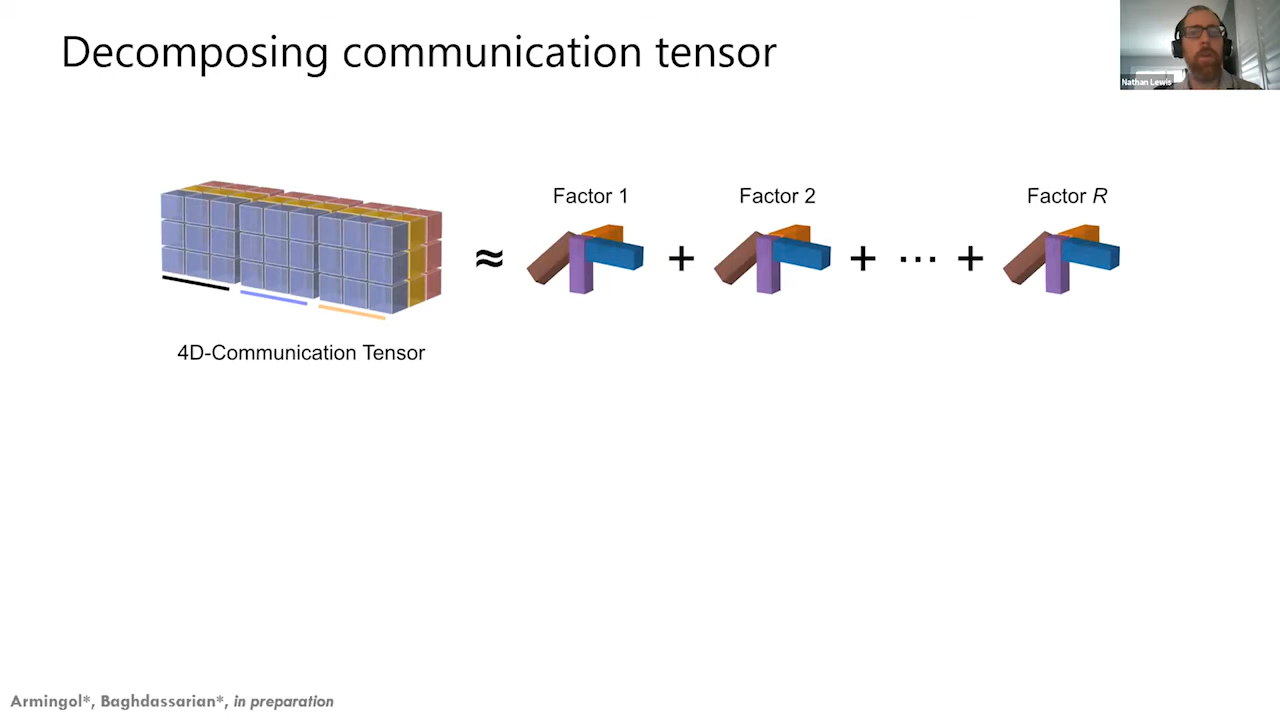 Decomposing communication tensor
Nathan Lewis
Factor 1
Factor 2
Factor R
≈ + + ... +
4D-Communication Tensor
Armingol*, Baghdassarian*, in preparation